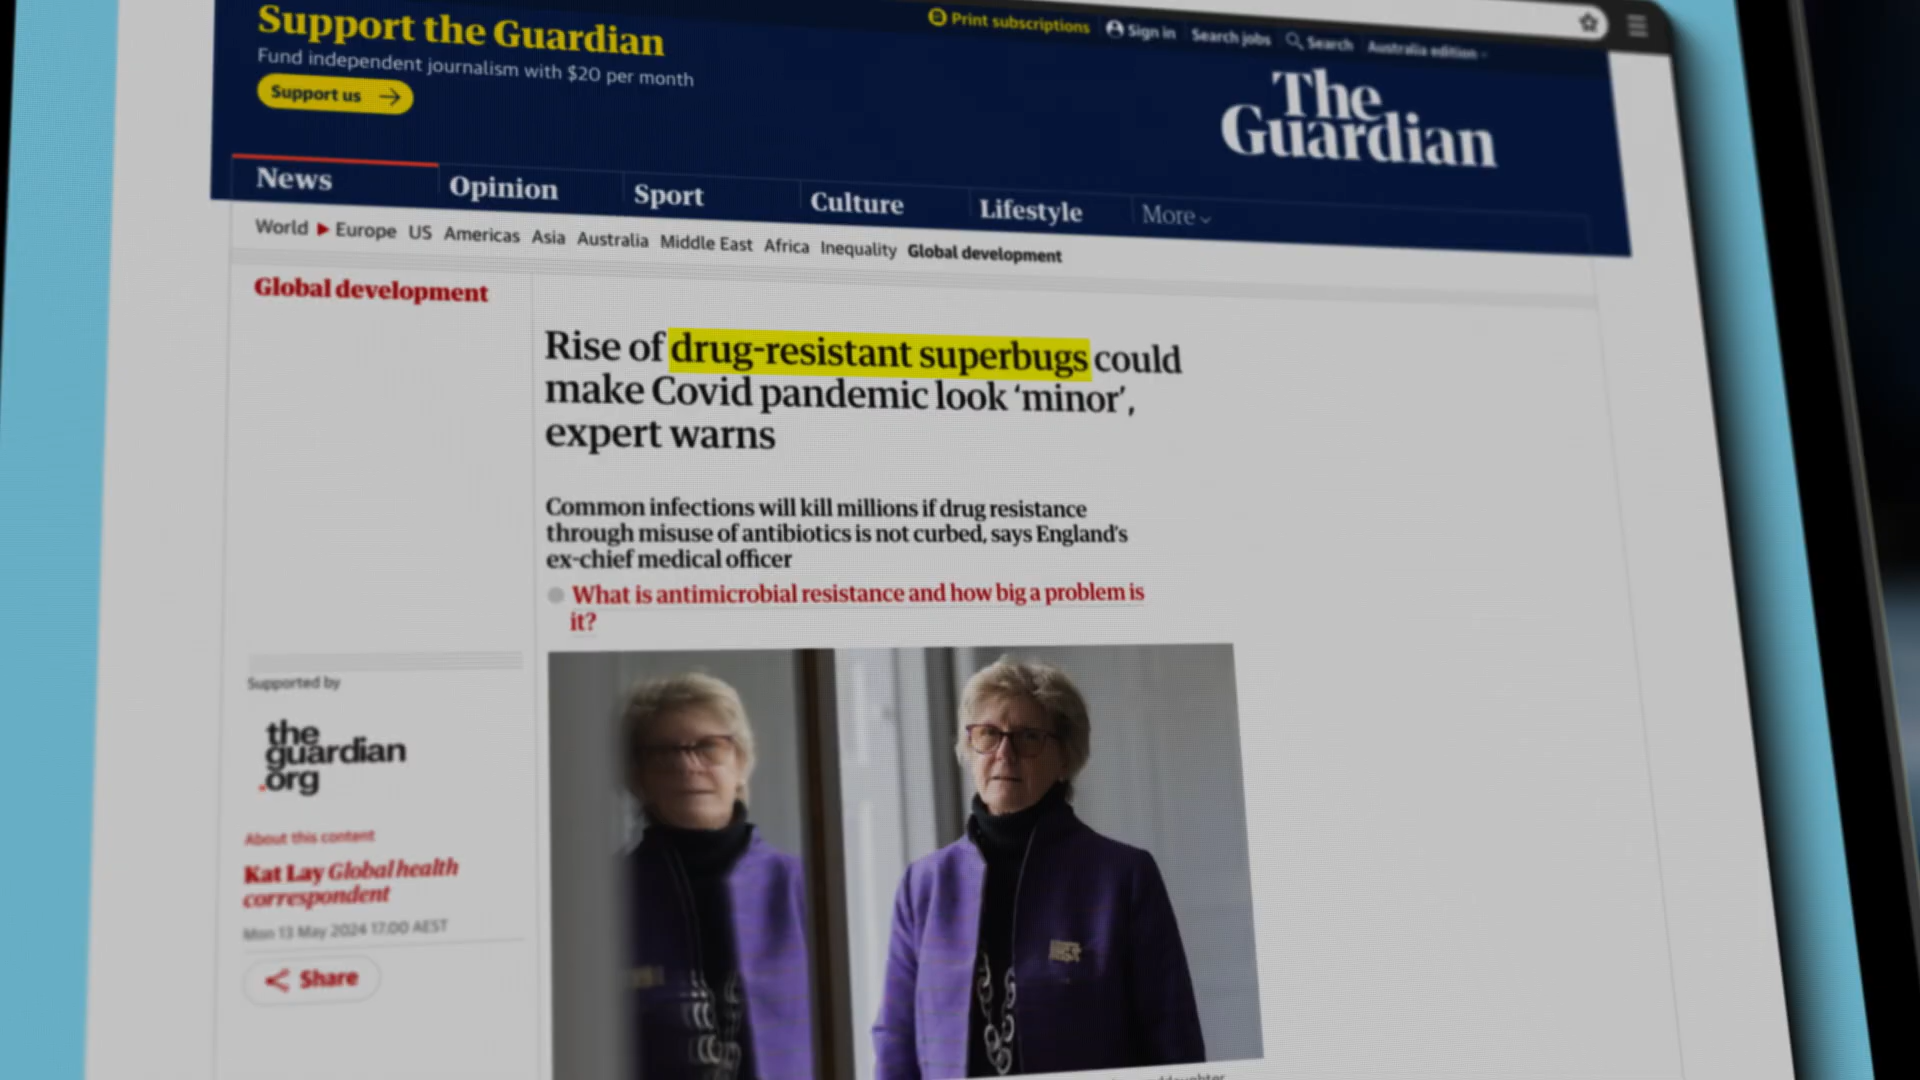 Support the Guardian
Fund independent journalism with $20 per month
Support us
Print subscriptions
Sign in
Search jobs
Search
Australia edition
The
Guardian
News
Opinion
Sport
Culture
Lifestyle
More
World
Europe
US
Americas
Asia
Australia
Middle East
Africa
Inequality
Global development
Global development
Rise of drug-resistant superbugs could
make Covid pandemic look ‘minor’,
expert warns
Common infections will kill millions if drug resistance
through misuse of antibiotics is not curbed, says England's
ex-chief medical officer
What is antimicrobial resistance and how big a problem is
it?
Supported by
the
guardian
.org
About this content
Kat Lay Global health
correspondent
Mon 13 May 2024 17.00 AEST
Share